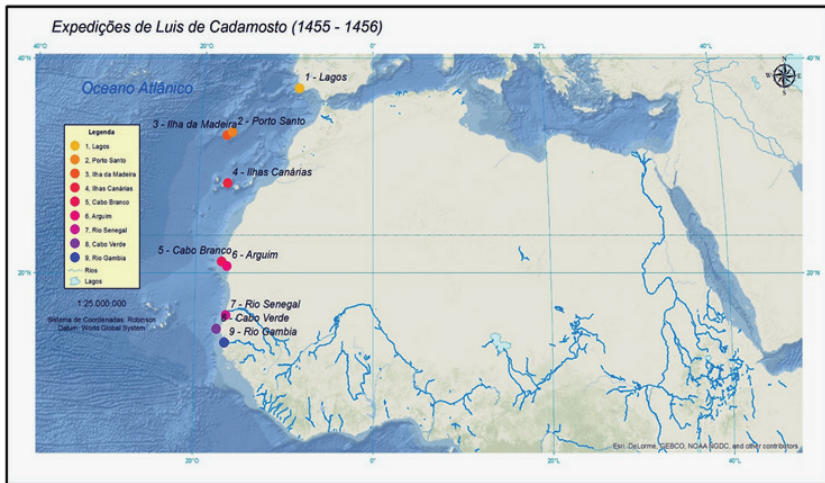 Expedições de Luis de Cadamosto (1455 - 1456)
40°O
20°O
0°
20°L
40°L
40°N
40°N
Oceano Atlânico
1 - Lagos
W
E
S
3 - Ilha da Madeira
2 - Porto Santo
Legenda
1, Lagos
2, Porto Santo
3, Ilha da Madeira
4, Ilhas Canárias
5, Cabo Branco
6, Arguim
7, Rio Senegal
8, Cabo Verde
9, Rio Gambia
Rios
Lagos
4 - Ilhas Canárias
5 - Cabo Branco
6 - Arguim
20°N
20°N
1:25.000.000
Sistema de Coordenadas: Robinson
Datum: World Global System
7 - Rio Senegal
8 - Cabo Verde
9 - Rio Gambia
Esri, DeLorme, GEBCO, NOAA NGDC, and other contributors
20°O
0°
20°L
40°L